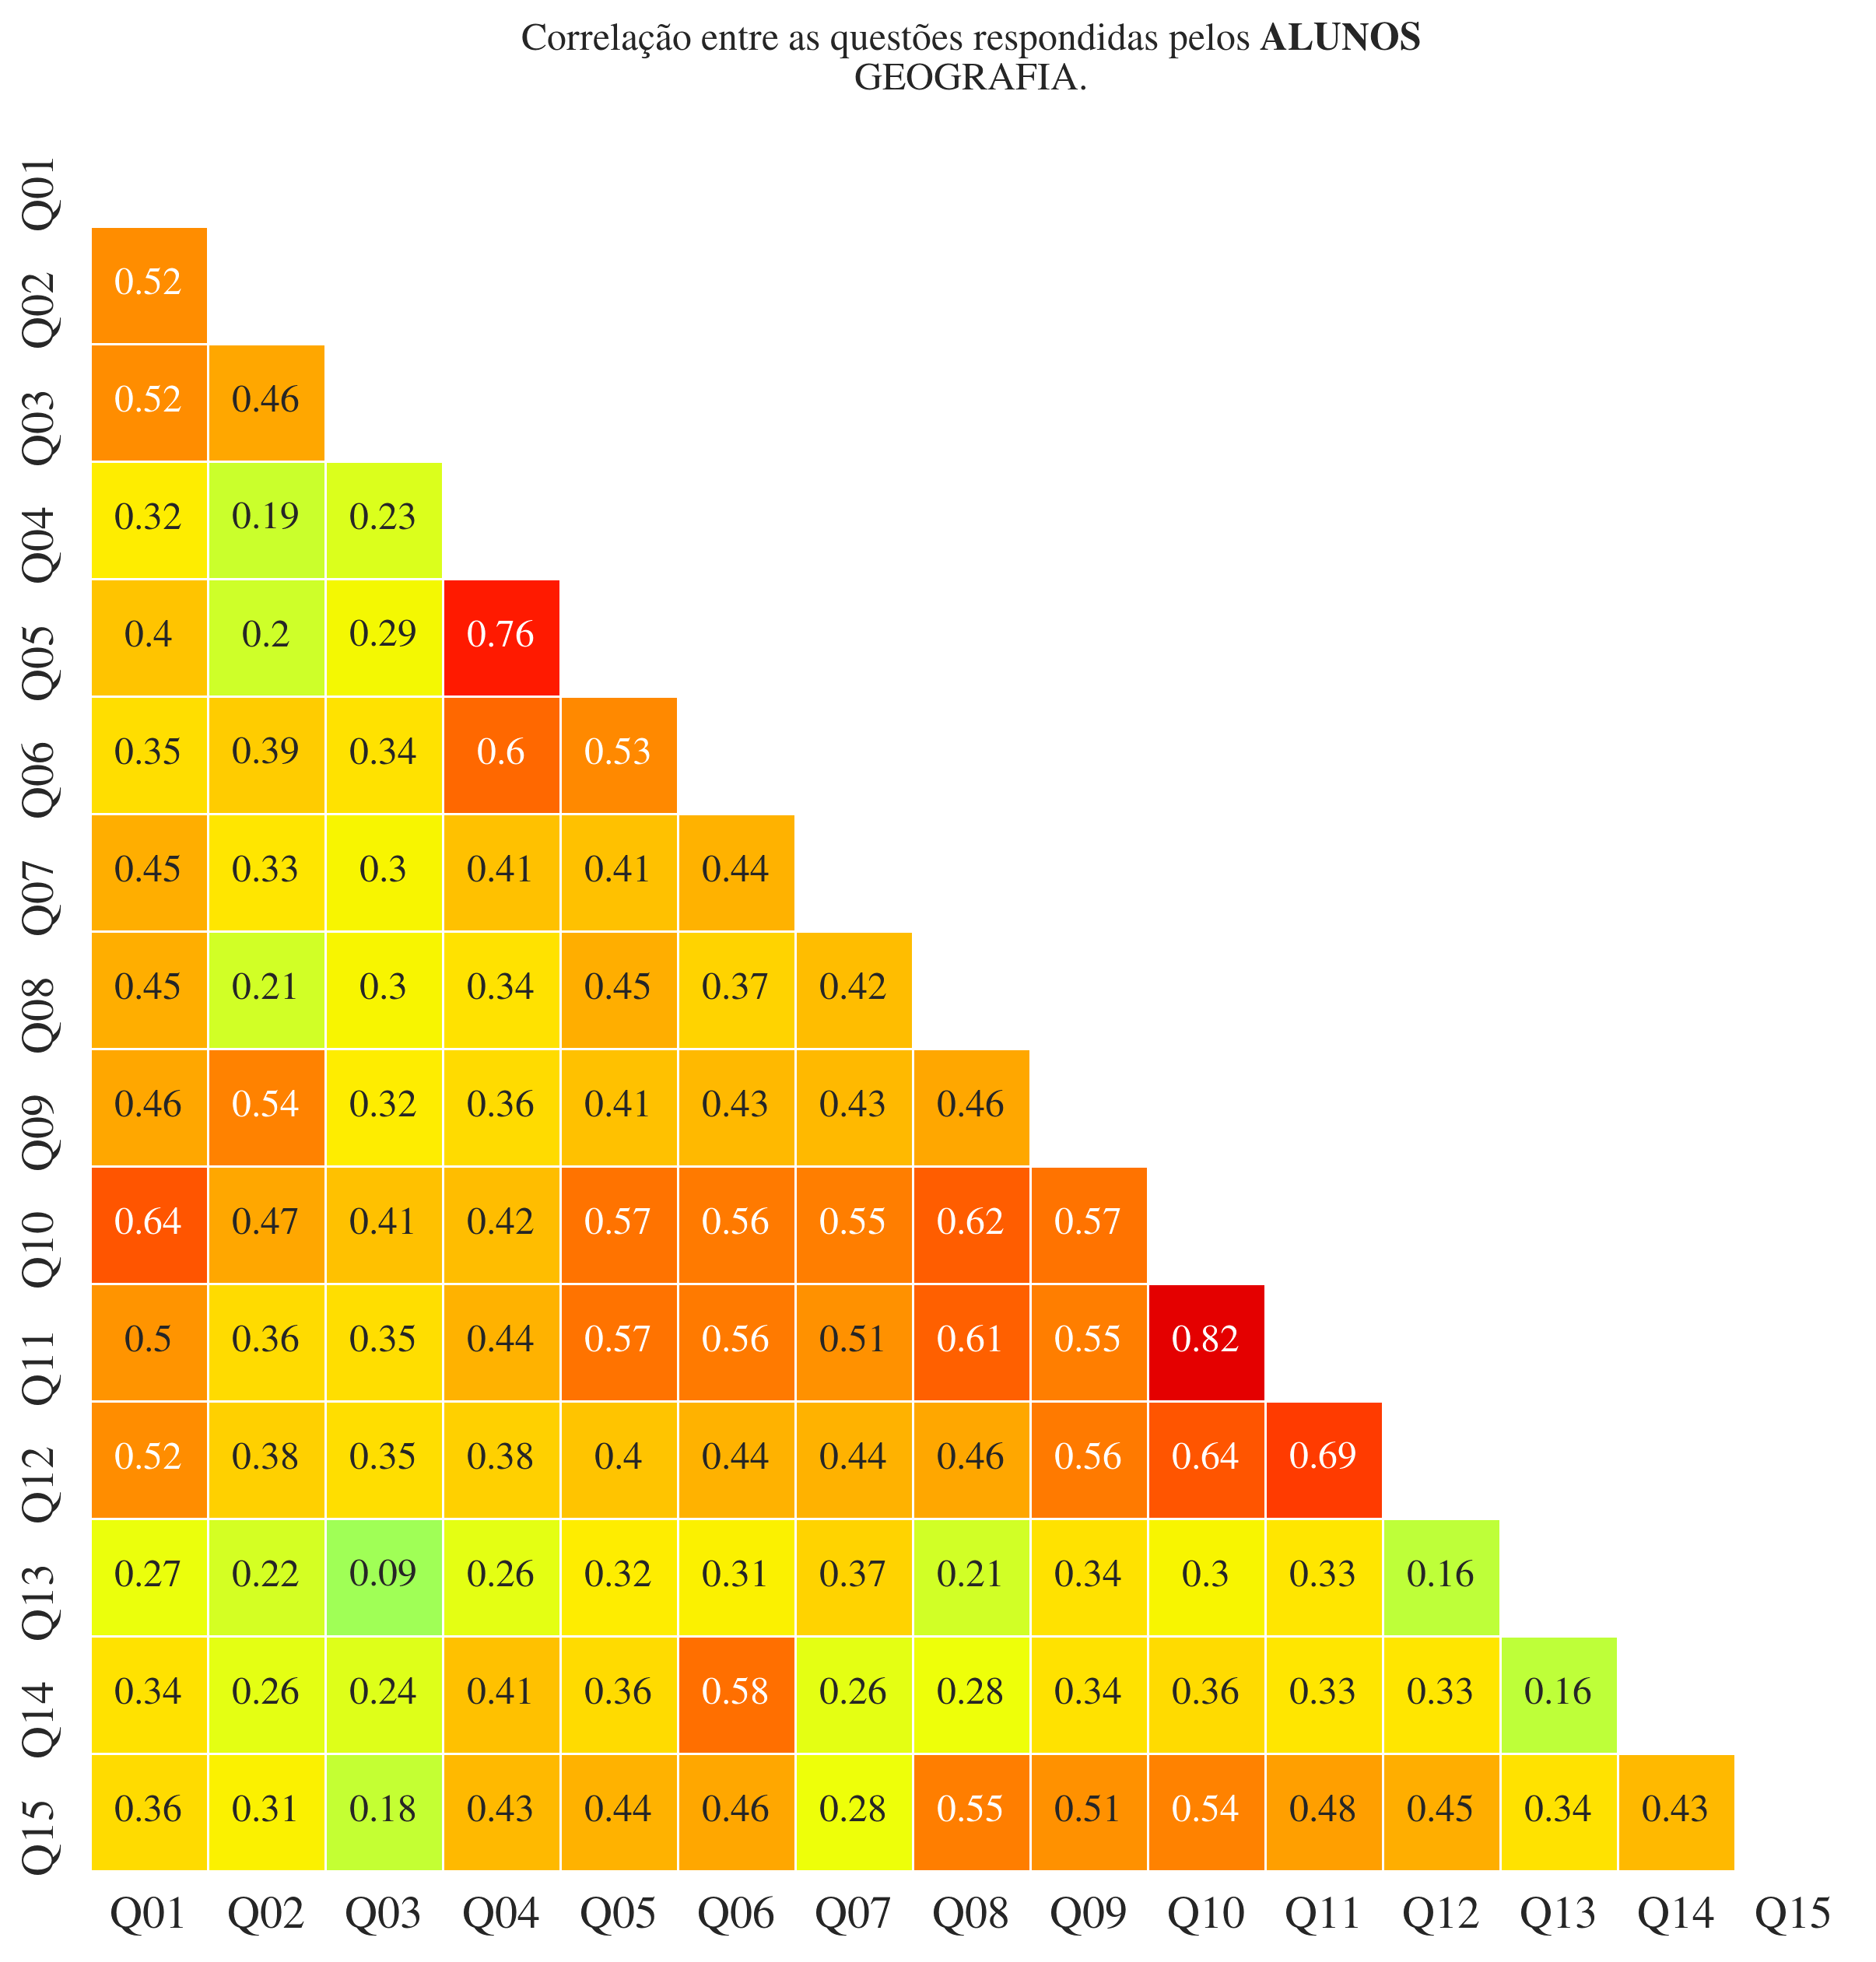 Correlação entre as questões respondidas pelos ALUNOS
GEOGRAFIA.
Q01
Q02 0.52
Q03 0.52 0.46
Q04 0.32 0.19 0.23
Q05 0.4 0.2 0.29 0.76
Q06 0.35 0.39 0.34 0.6 0.53
Q07 0.45 0.33 0.3 0.41 0.41 0.44
Q08 0.45 0.21 0.3 0.34 0.45 0.37 0.42
Q09 0.46 0.54 0.32 0.36 0.41 0.43 0.43 0.46
Q10 0.64 0.47 0.41 0.42 0.57 0.56 0.55 0.62 0.57
Q11 0.5 0.36 0.35 0.44 0.57 0.56 0.51 0.61 0.55 0.82
Q12 0.52 0.38 0.35 0.38 0.4 0.44 0.44 0.46 0.56 0.64 0.69
Q13 0.27 0.22 0.09 0.26 0.32 0.31 0.37 0.21 0.34 0.3 0.33 0.16
Q14 0.34 0.26 0.24 0.41 0.36 0.58 0.26 0.28 0.34 0.36 0.33 0.33 0.16
Q15 0.36 0.31 0.18 0.43 0.44 0.46 0.28 0.55 0.51 0.54 0.48 0.45 0.34 0.43
Q01 Q02 Q03 Q04 Q05 Q06 Q07 Q08 Q09 Q10 Q11 Q12 Q13 Q14 Q15